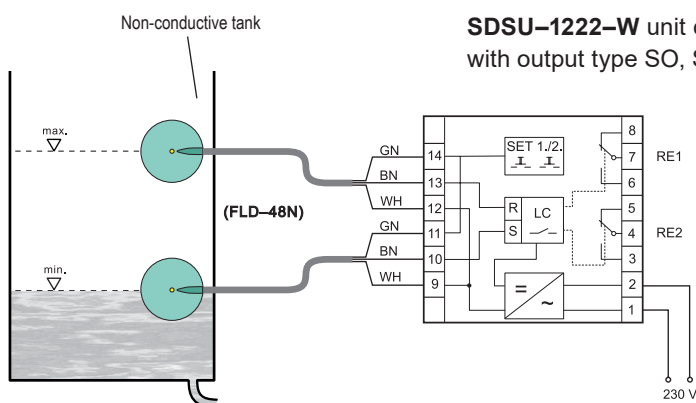 Non-conductive tank
SDSU–1222–W unit
with output type SO,
max.
min.
(FLD–48N)
GN
BN
WH
GN
BN
WH
14
13
12
11
10
9
SET 1./2.
R
S
LC
=
~
8
7
6
5
4
3
2
1
RE1
RE2
230 V